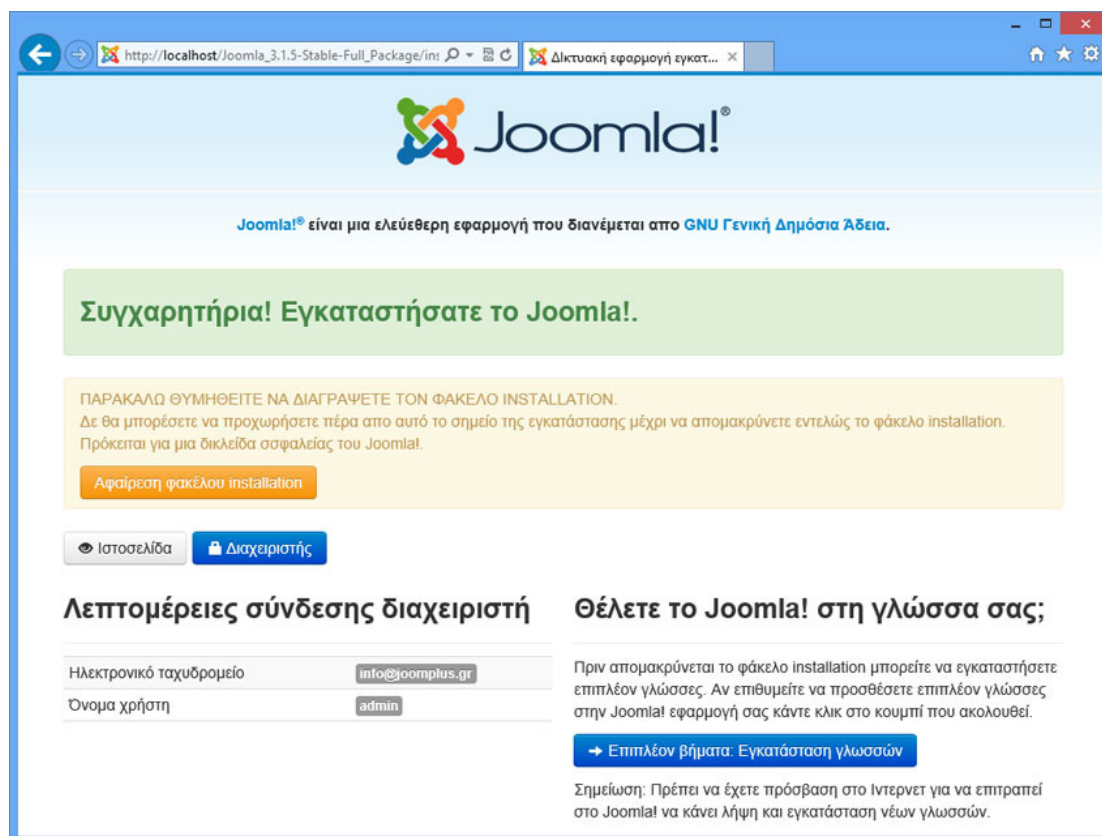 http://localhost/Joomla_3.1.5-Stable-Full_Package/ins
Δικτυακή εφαρμογή εγκατ...
Joomla!®
Joomla!® είναι μια ελεύεθερη εφαρμογή που διανέμεται απο GNU Γενική Δημόσια Άδεια.
Συγχαρητήρια! Εγκαταστήσατε το Joomla!.
ΠΑΡΑΚΑΛΩ ΘΥΜΗΘΕΙΤΕ ΝΑ ΔΙΑΓΡΑΨΕΤΕ ΤΟΝ ΦΑΚΕΛΟ INSTALLATION.
Δε θα μπορέσετε να προχωρήσετε πέρα απο αυτό το σημείο της εγκατάστασης μέχρι να απομακρύνετε εντελώς το φάκελο installation.
Πρόκειται για μια δικλείδα σσφαλείας του Joomla!.
Αφαίρεση φακέλου installation
Ιστοσελίδα
Διαχειριστής
Λεπτομέρειες σύνδεσης διαχειριστή
Ηλεκτρονικό ταχυδρομείο info@joomplus.gr
Όνομα χρήστη admin
Θέλετε το Joomla! στη γλώσσα σας;
Πριν απομακρύνεται το φάκελο installation μπορείτε να εγκαταστήσετε
επιπλέον γλώσσες. Αν επιθυμείτε να προσθέσετε επιπλέον γλώσσες
στην Joomla! εφαρμογή σας κάντε κλικ στο κουμπί που ακολουθεί.
Επιπλέον βήματα: Εγκατάσταση γλωσσών
Σημείωση: Πρέπει να έχετε πρόσβαση στο Ιντερνετ για να επιτραπεί
στο Joomla! να κάνει λήψη και εγκατάσταση νέων γλωσσών.